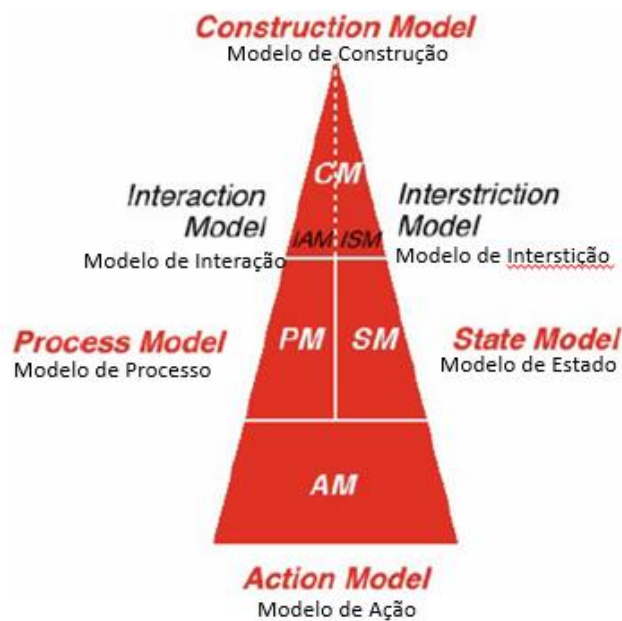 Construction Model
Modelo de Construção
CM
Interaction
Model
Modelo de Interação
IAM ISM
Interstriction
Model
Modelo de Interstição
Process Model
Modelo de Processo
PM SM
State Model
Modelo de Estado
AM
Action Model
Modelo de Ação